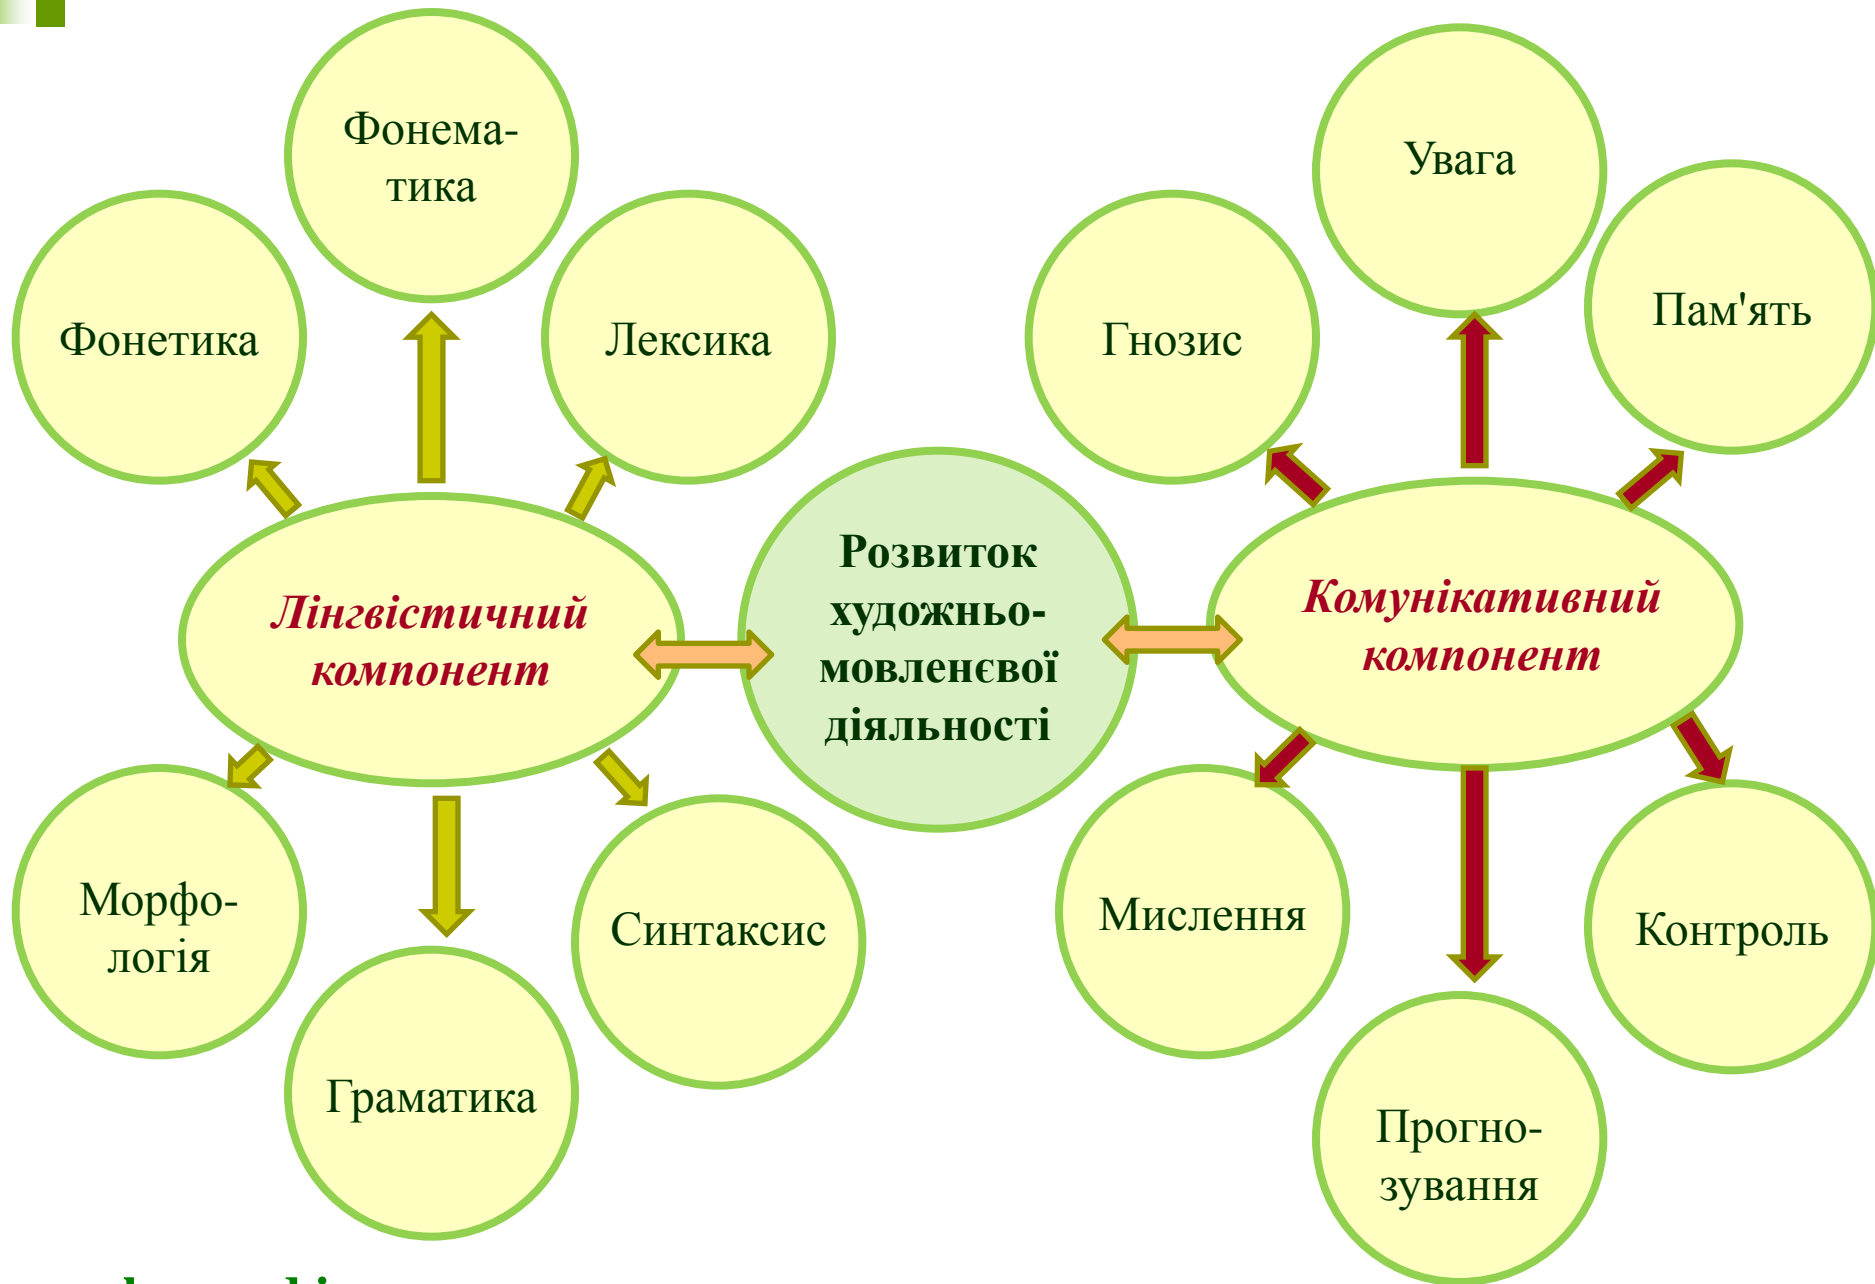 Фонема-
тика
Фонетика
Лексика
Лінгвістичний
компонент
Морфо-
логія
Граматика
Синтаксис
Розвиток
художньо-
мовленєвої
діяльності
Увага
Гнозис
Пам'ять
Комунікативний
компонент
Мислення
Контроль
Прогно-
зування